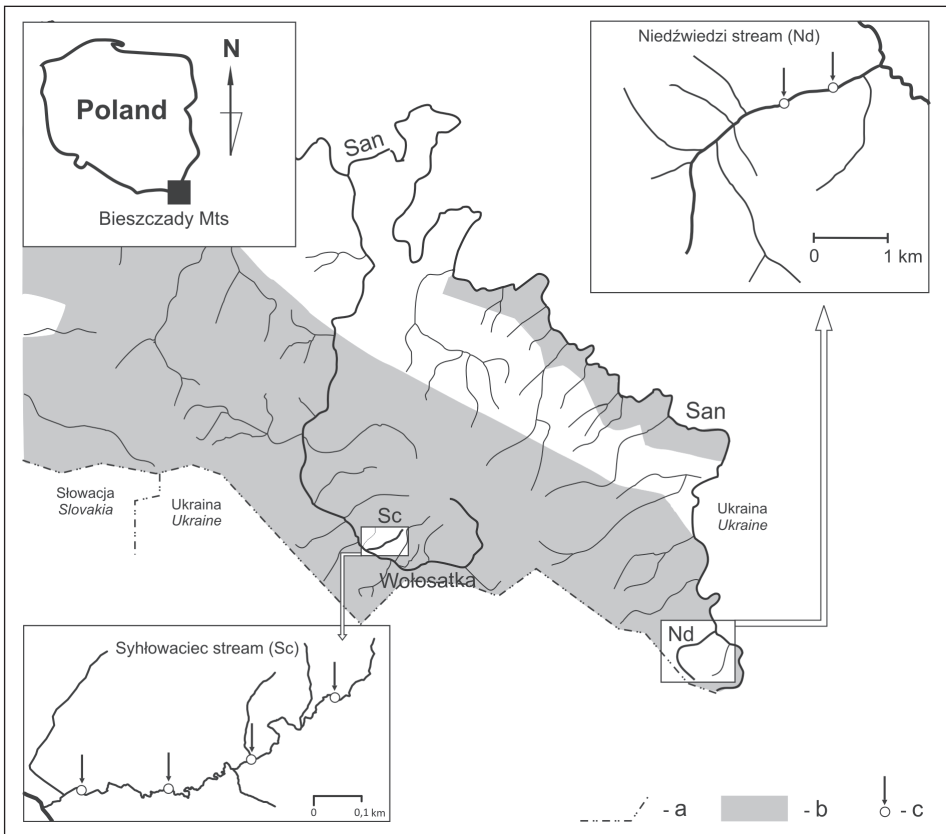 N
Poland
Bieszczady Mts
Niedźwiedzi stream (Nd)
0 1 km
San
San
Słowacja
Slovakia
Ukraina
Ukraine
Sc
Wołosatka
Ukraina
Ukraine
Nd
Syhłowaciec stream (Sc)
0 0,1 km
- a
- b
- c